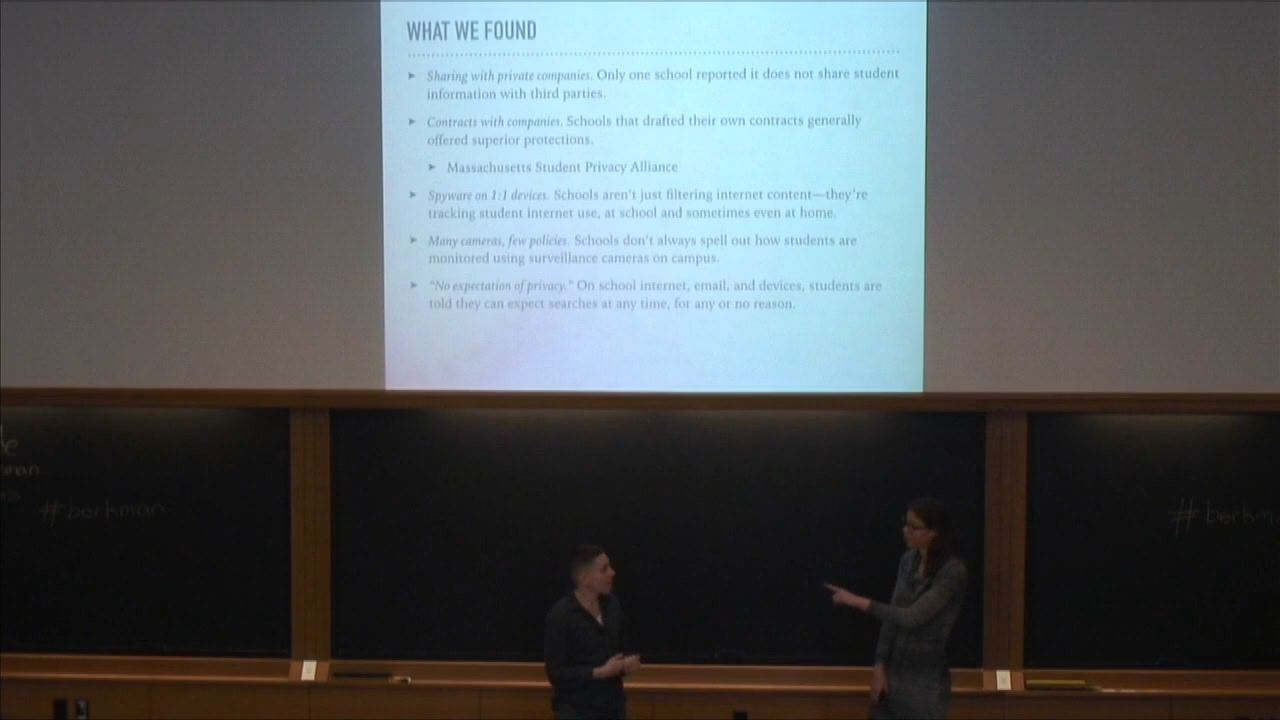 WHAT WE FOUND
➤ Sharing with private companies. Only one school reported it does not share student
information with third parties.
➤ Contracts with companies. Schools that drafted their own contracts generally
offered superior protections.
➤ Massachusetts Student Privacy Alliance
➤ Spyware on 1:1 devices. Schools aren't just filtering internet content—they're
tracking student internet use, at school and sometimes even at home.
➤ Many cameras, few policies. Schools don't always spell out how students are
monitored using surveillance cameras on campus.
➤ "No expectation of privacy." On school internet, email, and devices, students are
told they can expect searches at any time, for any or no reason.
#berkman
#berkm